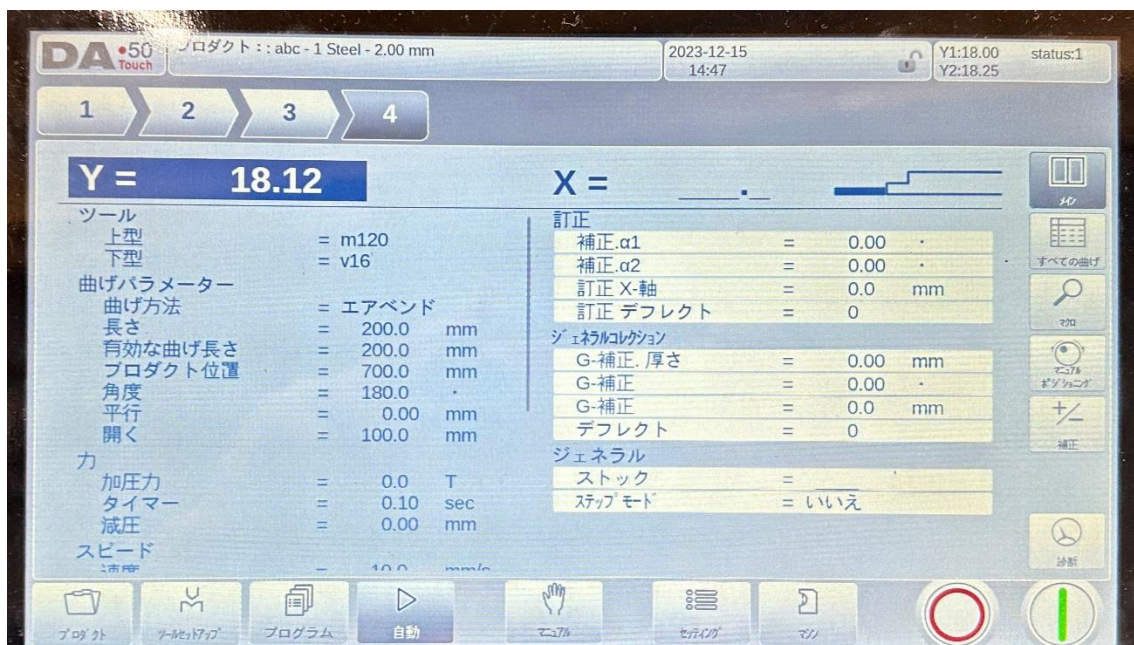 DA•50 Touch
プロダクト：: abc - 1 Steel - 2.00 mm
2023-12-15
14:47
Y1:18.00
Y2:18.25
status:1
1 2 3 4
Y = 18.12
X = ____._
ツール
上型 = m120
下型 = v16
曲げパラメーター
曲げ方法 = エアベンド
長さ = 200.0 mm
有効な曲げ長さ = 200.0 mm
プロダクト位置 = 700.0 mm
角度 = 180.0 °
平行 = 0.00 mm
開く = 100.0 mm
力
加圧力 = 0.0 T
タイマー = 0.10 sec
減圧 = 0.00 mm
スピード
速度 = 10.0 mm/s
訂正
補正.α1 = 0.00 °
補正.α2 = 0.00 °
訂正 X-軸 = 0.0 mm
訂正 デフレクト = 0
ｼﾞｪﾈﾗﾙｺﾚｸｼｮﾝ
G-補正. 厚さ = 0.00 mm
G-補正 = 0.00 °
G-補正 = 0.0 mm
デフレクト = 0
ジェネラル
ストック = ____
ｽﾃｯﾌﾟﾓｰﾄﾞ = いいえ
ﾒｲﾝ
すべての曲げ
ﾏｸﾛ
ﾏﾆｭｱﾙ
ﾎﾟｼﾞｼｮﾆﾝｸﾞ
+/-
補正
診断
ﾌﾟﾛﾀﾞｸﾄ
ﾂｰﾙｾｯﾄｱｯﾌﾟ
プログラム
自動
ﾏﾆｭｱﾙ
ｾｯﾃｨﾝｸﾞ
ﾏｼﾝ